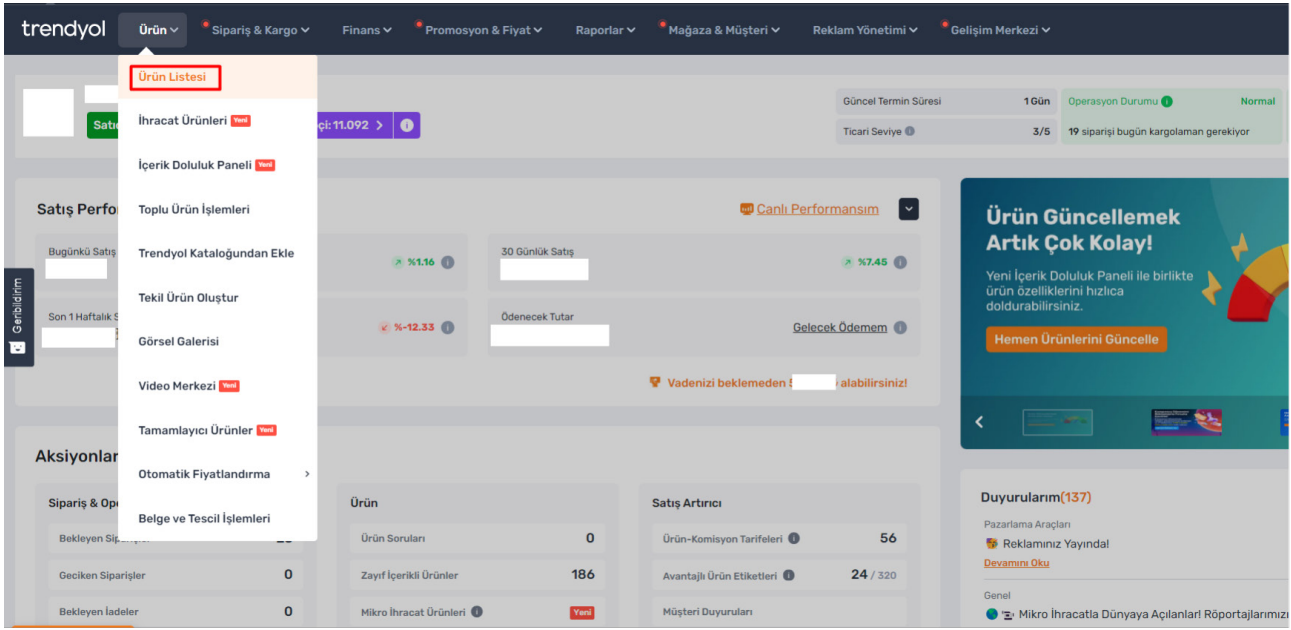 trendyol
Ürün
Sipariş & Kargo
Finans
Promosyon & Fiyat
Raporlar
Mağaza & Müşteri
Reklam Yönetimi
Gelişim Merkezi
Ürün Listesi
İhracat Ürünleri Yeni
İçerik Doluluk Paneli Yeni
Toplu Ürün İşlemleri
Trendyol Kataloğundan Ekle
Tekil Ürün Oluştur
Görsel Galerisi
Video Merkezi Yeni
Tamamlayıcı Ürünler Yeni
Otomatik Fiyatlandırma
Belge ve Tescil İşlemleri
Satıc
çi: 11.092
Güncel Termin Süresi 1 Gün
Ticari Seviye 3/5
Operasyon Durumu Normal
19 siparişi bugün kargolaman gerekiyor
Geribildirim
Satış Perfo
Canlı Performansım
Bugünkü Satış
%1.16
30 Günlük Satış
%7.45
Son 1 Haftalık S
%-12.33
Ödenecek Tutar
Gelecek Ödemem
Vadenizi beklemeden alabilirsiniz!
Ürün Güncellemek
Artık Çok Kolay!
Yeni İçerik Doluluk Paneli ile birlikte
ürün özelliklerini hızlıca
doldurabilirsiniz.
Hemen Ürünlerini Güncelle
Aksiyonlar
Sipariş & Ope
Bekleyen Siparişler
Geciken Siparişler 0
Bekleyen İadeler 0
Ürün
Ürün Soruları 0
Zayıf İçerikli Ürünler 186
Mikro İhracat Ürünleri Yeni
Satış Artırıcı
Ürün-Komisyon Tarifeleri 56
Avantajlı Ürün Etiketleri 24 / 320
Müşteri Duyuruları
Duyurularım(137)
Pazarlama Araçları
Reklamınız Yayında!
Devamını Oku
Genel
Mikro İhracatla Dünyaya Açılanlar! Röportajlarımızı